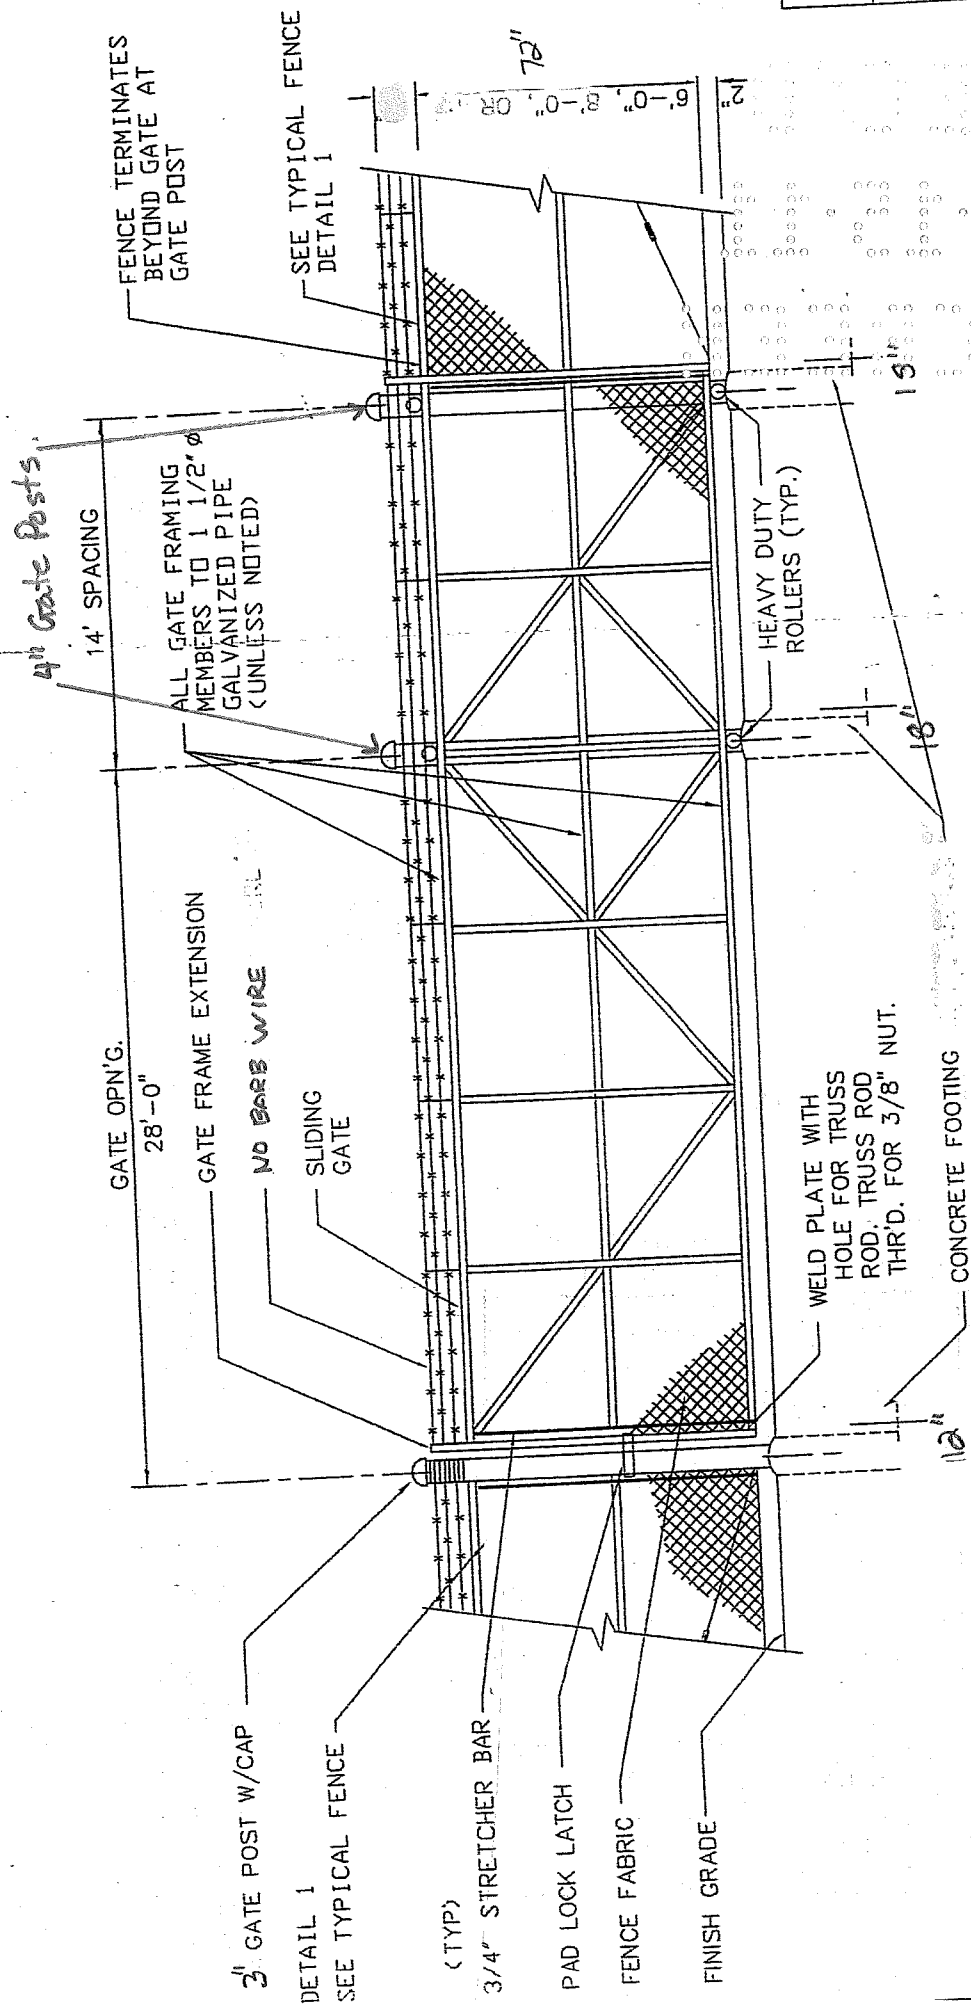 4" Gate Posts.
14' SPACING
GATE OPN'G.
28'-0"
FENCE TERMINATES
BEYOND GATE AT
GATE POST
SEE TYPICAL FENCE
DETAIL 1
ALL GATE FRAMING
MEMBERS TO 1 1/2" Ø
GALVANIZED PIPE
(UNLESS NOTED)
GATE FRAME EXTENSION
NO BARB WIRE
SLIDING
GATE
3" GATE POST W/CAP
DETAIL 1
SEE TYPICAL FENCE
(TYP)
3/4" STRETCHER BAR
PAD LOCK LATCH
FENCE FABRIC
FINISH GRADE
72"
6'-0", 8'-0", OR
2"
HEAVY DUTY
ROLLERS (TYP.)
18"
18"
12"
WELD PLATE WITH
HOLE FOR TRUSS
ROD. TRUSS ROD
THR'D. FOR 3/8" NUT.
CONCRETE FOOTING